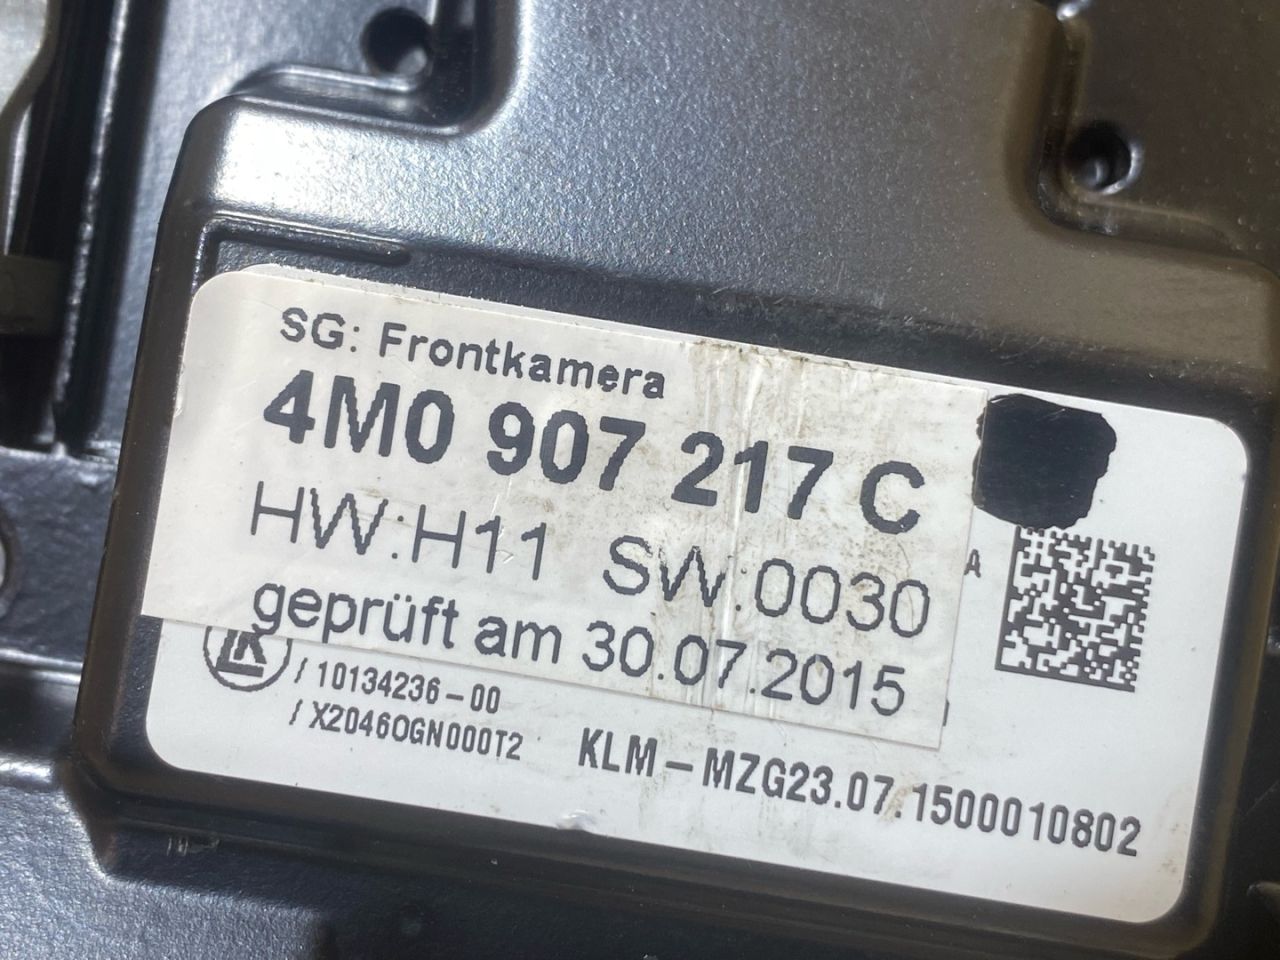 SG: Frontkamera
4M0 907 217 C
HW:H11 SW:0030
A
geprüft am 30.07.2015
/ 10134236-00
/ X2046OGN000T2
KLM-MZG23.07.1500010802